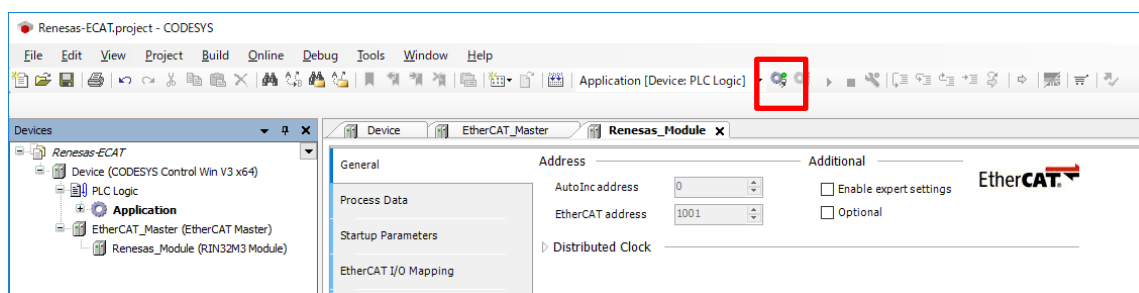 Renesas-ECAT.project - CODESYS
File Edit View Project Build Online Debug Tools Window Help
Application [Device: PLC Logic]
Devices
Device
EtherCAT_Master
Renesas_Module
Renesas-ECAT
Device (CODESYS Control Win V3 x64)
PLC Logic
Application
EtherCAT_Master (EtherCAT Master)
Renesas_Module (RIN32M3 Module)
General
Process Data
Startup Parameters
EtherCAT I/O Mapping
Address
AutoInc address 0
EtherCAT address 1001
Distributed Clock
Additional
Enable expert settings
Optional
EtherCAT.